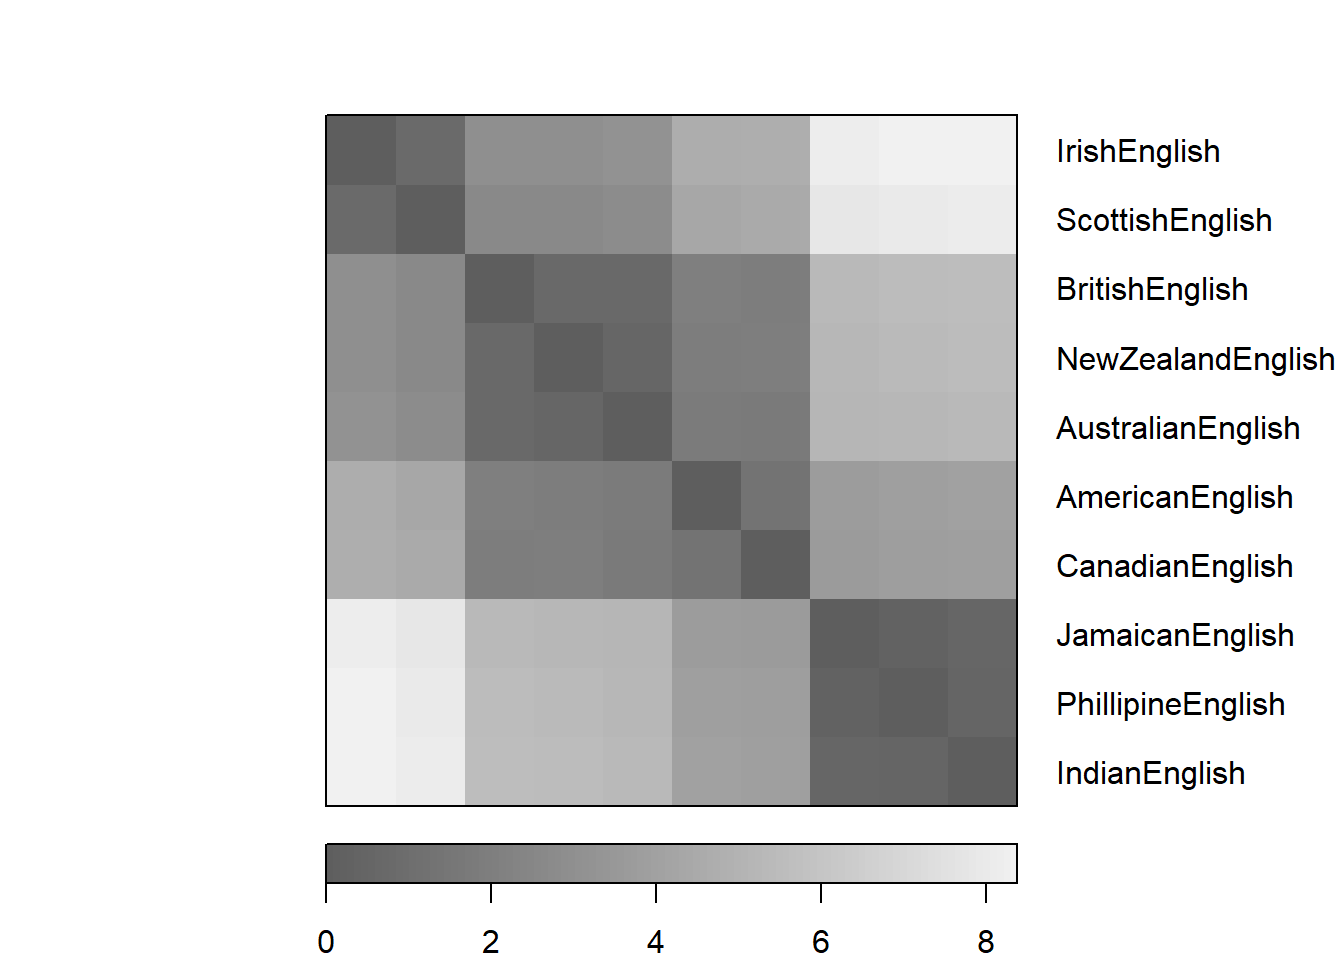 IrishEnglish
ScottishEnglish
BritishEnglish
NewZealandEnglish
AustralianEnglish
AmericanEnglish
CanadianEnglish
JamaicanEnglish
PhillipineEnglish
IndianEnglish
0 2 4 6 8